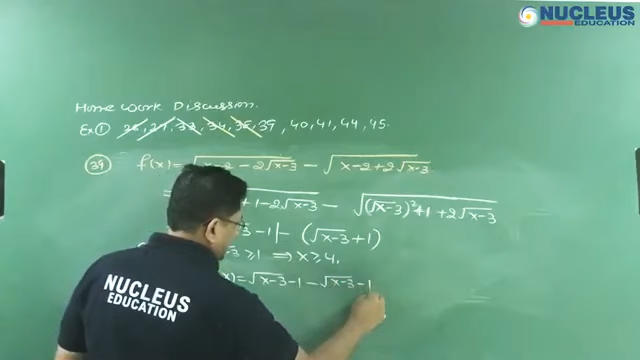 NUCLEUS
EDUCATION
Home work Discussion.
Ex① 26, 27, 33, 34, 35, 39, 40, 41, 44, 45.
(39) f(x) = √x-2 - 2√x-3 - √x-2+2√x-3
= +1 - 2√x-3 - √(√x-3)²+1 + 2√x-3
-3 -1| - (√x-3 + 1)
-3 ≥ 1 ⇒ x ≥ 4,
(x) = √x-3 - 1 - √x-3 - 1
NUCLEUS
EDUCATION